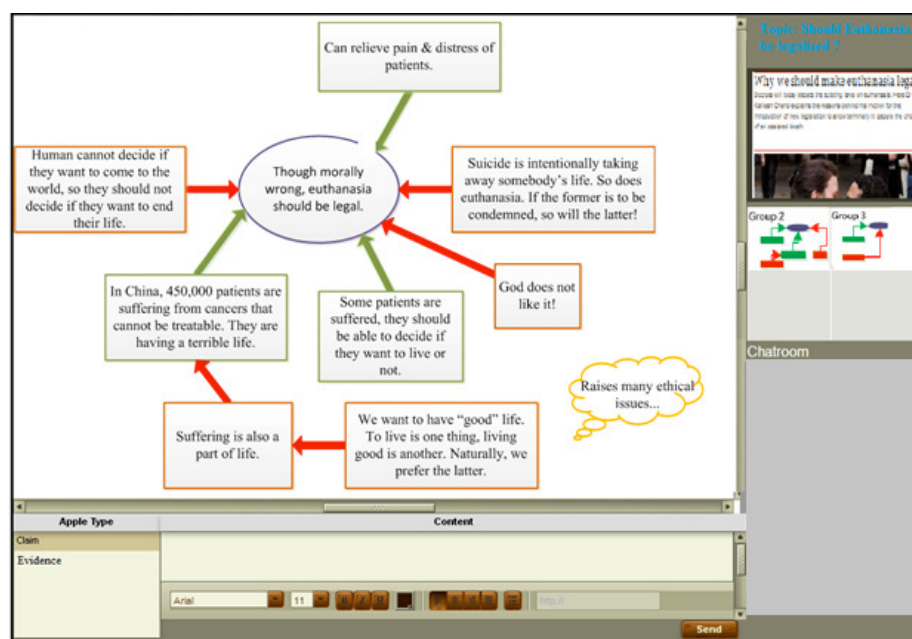 Can relieve pain & distress of
patients.
Human cannot decide if
they want to come to the
world, so they should not
decide if they want to end
their life.
Though morally
wrong, euthanasia
should be legal.
Suicide is intentionally taking
away somebody's life. So does
euthanasia. If the former is to be
condemned, so will the latter!
In China, 450,000 patients are
suffering from cancers that
cannot be treatable. They are
having a terrible life.
Some patients are
suffered, they should
be able to decide if
they want to live or
not.
God does not
like it!
Raises many ethical
issues...
Suffering is also a
part of life.
We want to have "good" life.
To live is one thing, living
good is another. Naturally, we
prefer the latter.
Topic: Should Euthanasia
be legalized ?
Why we should make euthanasia lega
Group 2
Group 3
Chatroom
Apple Type
Content
Claim
Evidence
Arial
11
http://
Send